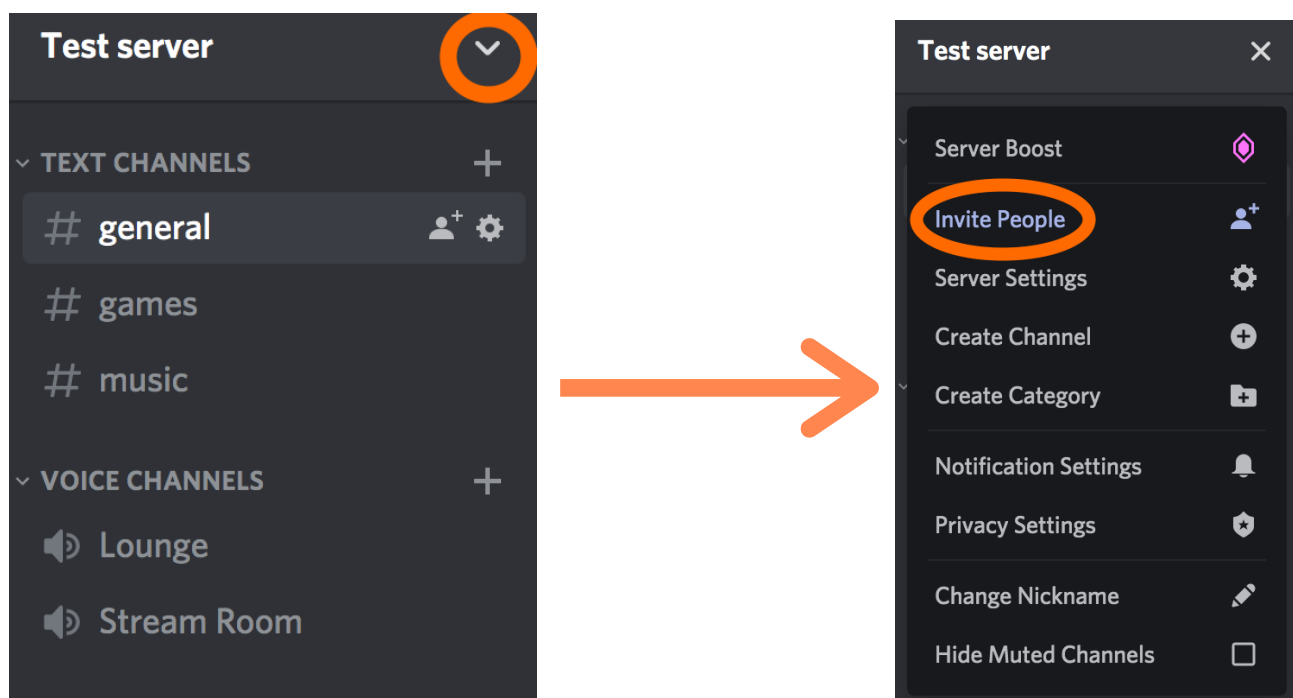 Test server
TEXT CHANNELS
general
games
music
VOICE CHANNELS
Lounge
Stream Room
Test server
Server Boost
Invite People
Server Settings
Create Channel
Create Category
Notification Settings
Privacy Settings
Change Nickname
Hide Muted Channels